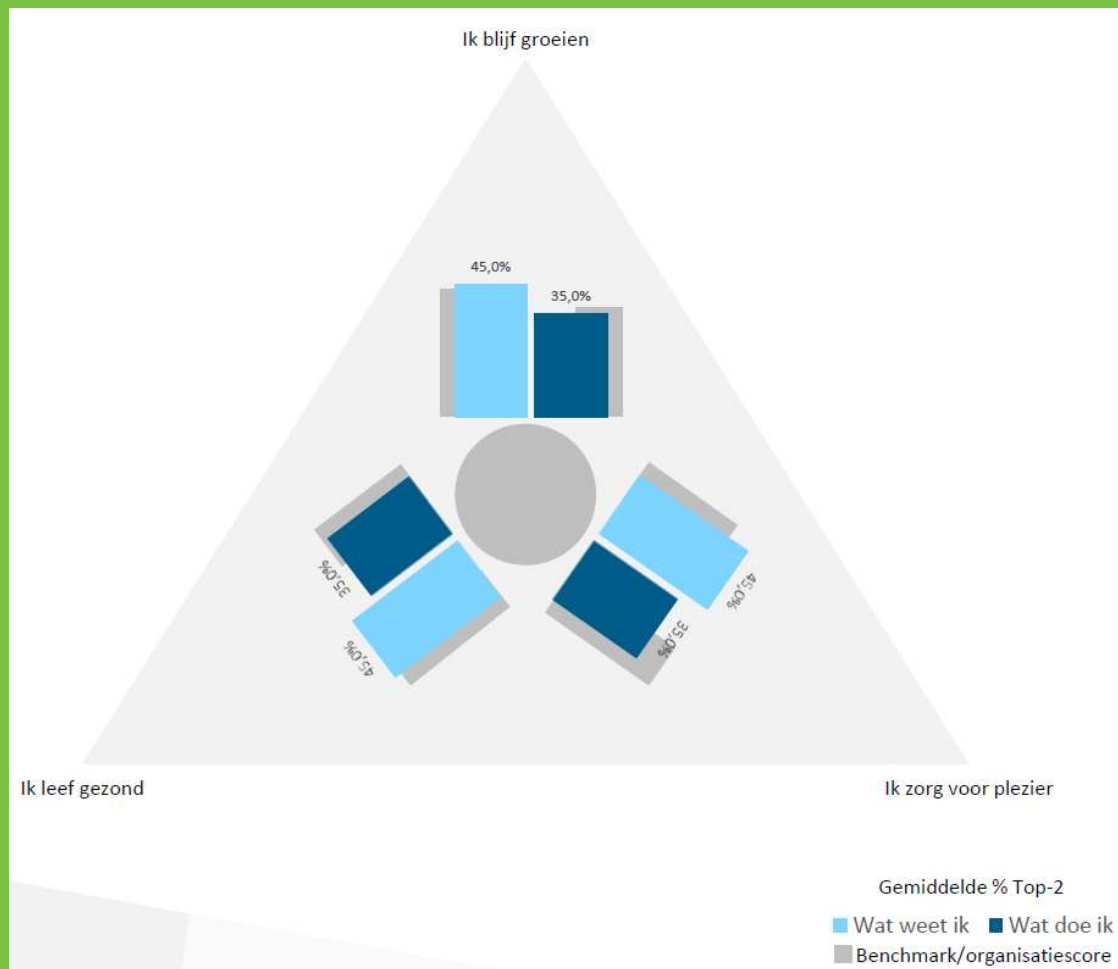 Ik blijf groeien
45,0%
35,0%
35,0%
45,0%
45,0%
35,0%
Ik leef gezond
Ik zorg voor plezier
Gemiddelde % Top-2
Wat weet ik
Wat doe ik
Benchmark/organisatiescore